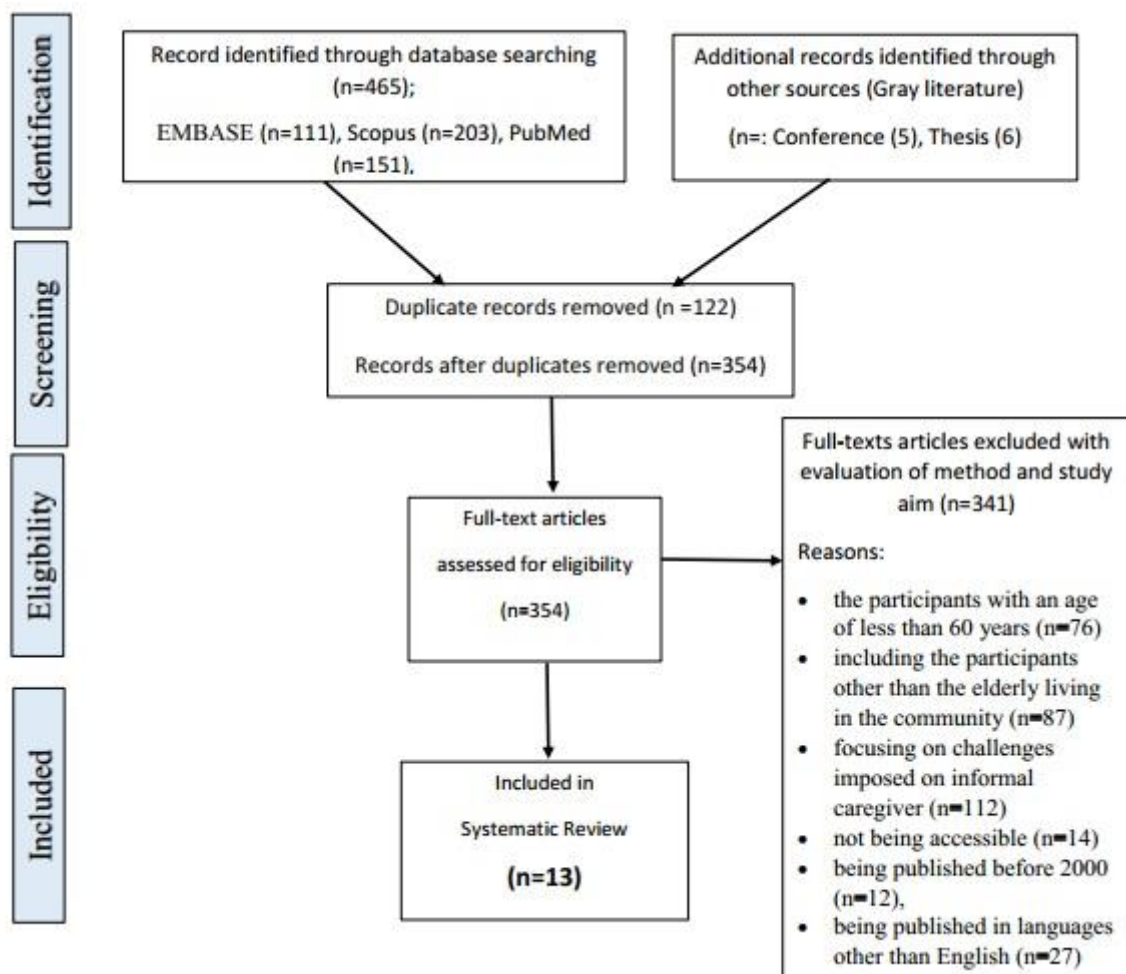 Identification
Record identified through database searching
(n=465);
EMBASE (n=111), Scopus (n=203), PubMed
(n=151),
Additional records identified through
other sources (Gray literature)
(n=: Conference (5), Thesis (6)
Screening
Duplicate records removed (n =122)
Records after duplicates removed (n=354)
Eligibility
Full-text articles
assessed for eligibility
(n=354)
Full-texts articles excluded with
evaluation of method and study
aim (n=341)
Reasons:
• the participants with an age
of less than 60 years (n=76)
• including the participants
other than the elderly living
in the community (n=87)
• focusing on challenges
imposed on informal
caregiver (n=112)
• not being accessible (n=14)
• being published before 2000
(n=12),
• being published in languages
other than English (n=27)
Included
Included in
Systematic Review
(n=13)